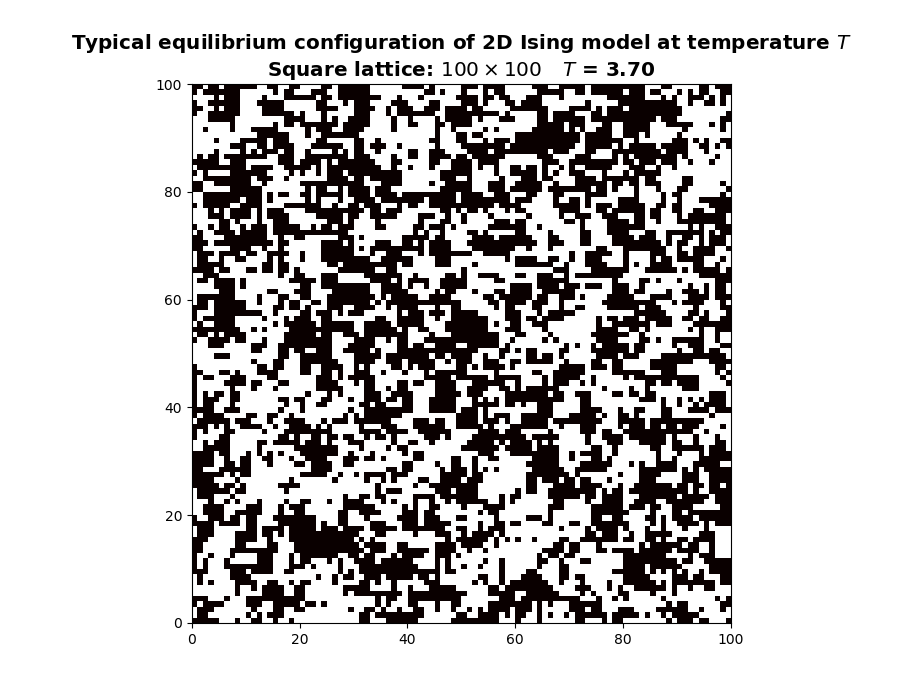 Typical equilibrium configuration of 2D Ising model at temperature T
Square lattice: 100 × 100 T = 3.70
100
80
60
40
20
0
0 20 40 60 80 100